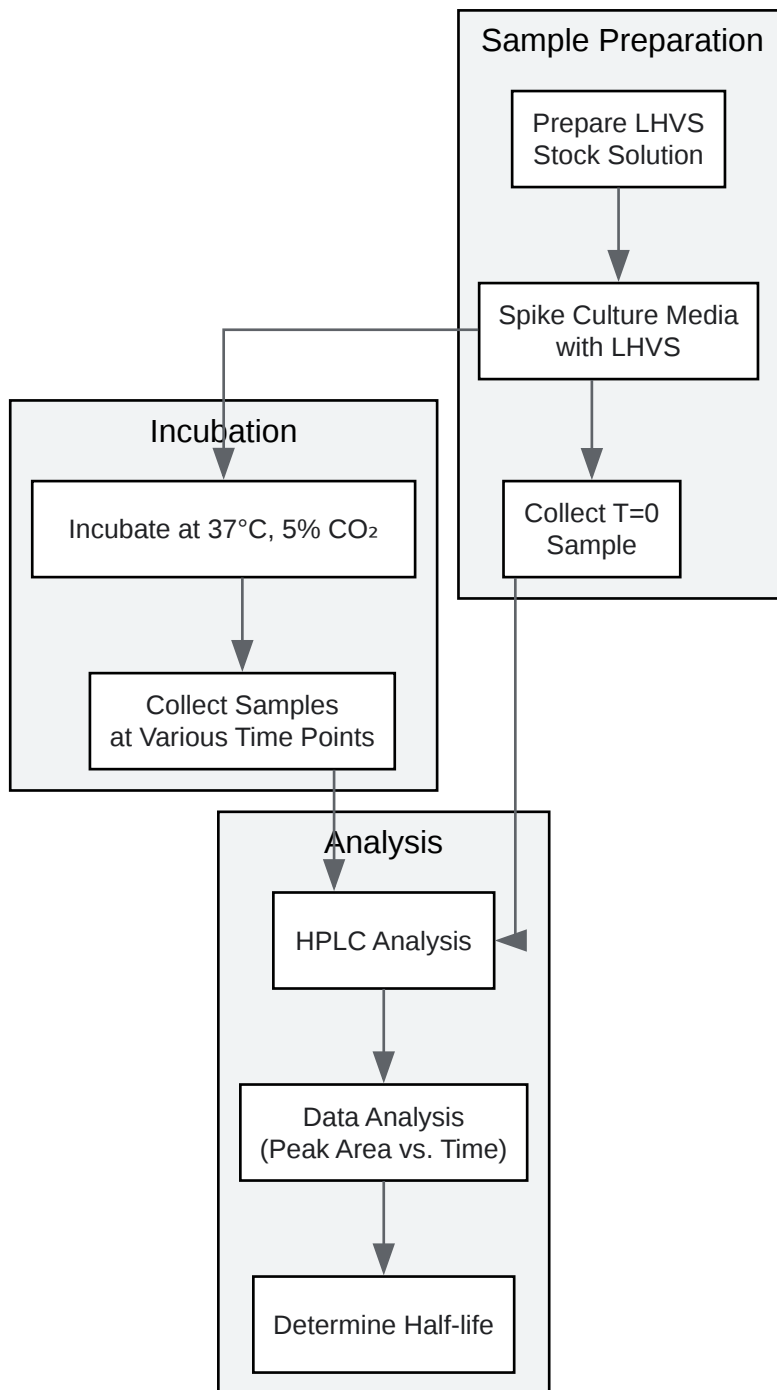 Sample Preparation
Prepare LHVS
Stock Solution
Spike Culture Media
with LHVS
Collect T=0
Sample
Incubation
Incubate at 37°C, 5% CO₂
Collect Samples
at Various Time Points
Analysis
HPLC Analysis
Data Analysis
(Peak Area vs. Time)
Determine Half-life